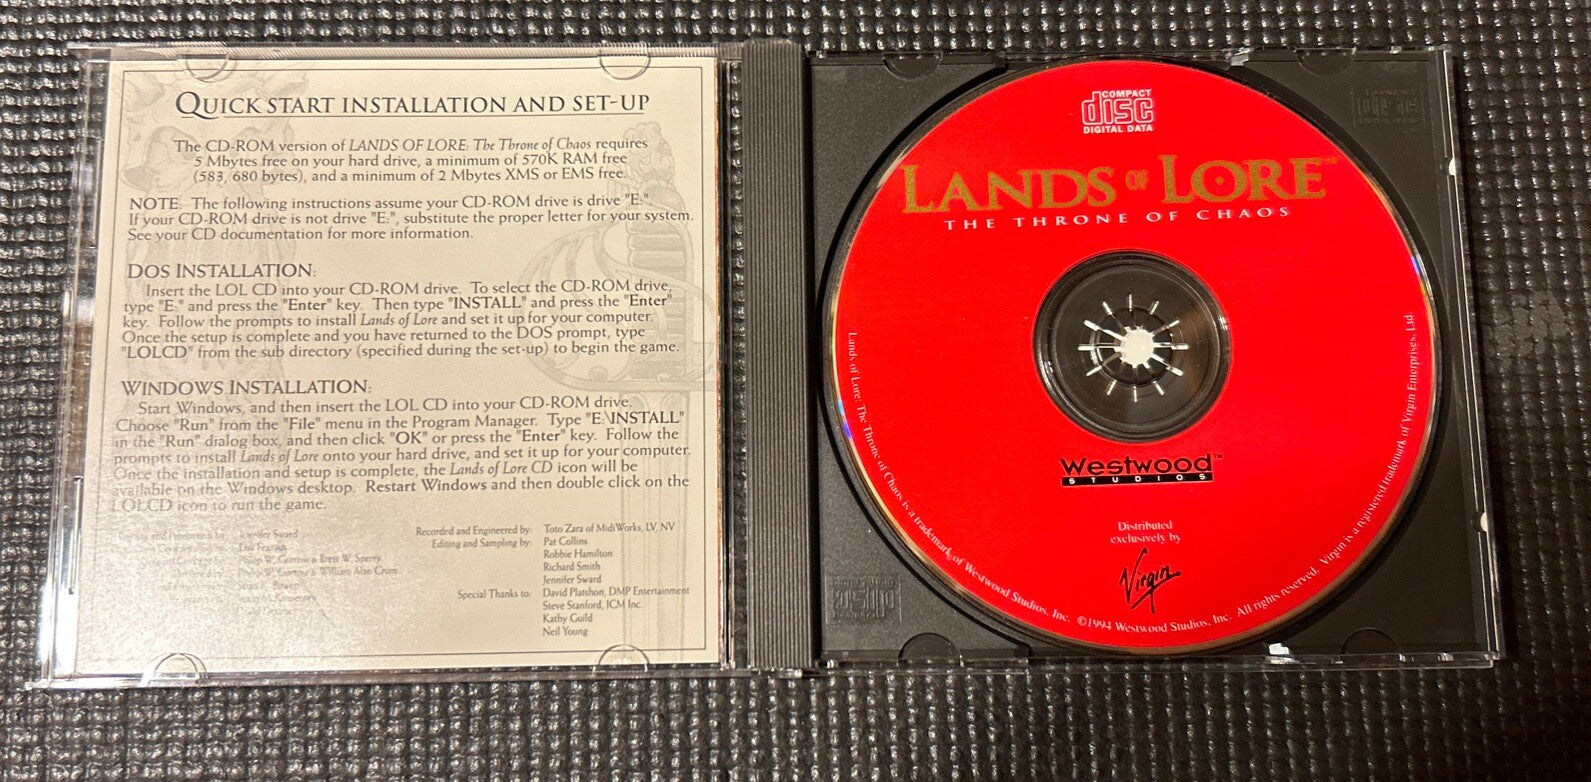 QUICK START INSTALLATION AND SET-UP
The CD-ROM version of LANDS OF LORE: The Throne of Chaos requires
5 Mbytes free on your hard drive, a minimum of 570K RAM free
(583, 680 bytes), and a minimum of 2 Mbytes XMS or EMS free.
NOTE: The following instructions assume your CD-ROM drive is drive "E:".
If your CD-ROM drive is not drive "E:", substitute the proper letter for your system.
See your CD documentation for more information.
DOS INSTALLATION:
Insert the LOL CD into your CD-ROM drive. To select the CD-ROM drive,
type "E:" and press the "Enter" key. Then type "INSTALL" and press the "Enter"
key. Follow the prompts to install Lands of Lore and set it up for your computer.
Once the setup is complete and you have returned to the DOS prompt, type
"LOLCD" from the sub directory (specified during the set-up) to begin the game.
WINDOWS INSTALLATION:
Start Windows, and then insert the LOL CD into your CD-ROM drive.
Choose "Run" from the "File" menu in the Program Manager. Type "E:\INSTALL"
in the "Run" dialog box, and then click "OK" or press the "Enter" key. Follow the
prompts to install Lands of Lore onto your hard drive, and set it up for your computer.
Once the installation and setup is complete, the Lands of Lore CD icon will be
available on the Windows desktop. Restart Windows and then double click on the
LOLCD icon to run the game.
Jennifer Sward
Lisa
Philip W. Gorrow & Brett W. Sperry
Philip W. Gorrow & William Alan Crum
Recorded and Engineered by: Toto Zara of MidiWorks, LV, NV
Editing and Sampling by: Pat Collins
Robbie Hamilton
Richard Smith
Jennifer Sward
Special Thanks to: David Platshon, DMP Entertainment
Steve Stanford, ICM Inc.
Kathy Guild
Neil Young
COMPACT
disc
DIGITAL DATA
LANDS OF LORE™
THE THRONE OF CHAOS
Westwood™
STUDIOS
Distributed
exclusively by
Virgin
Lands of Lore: The Throne of Chaos is a trademark of Westwood Studios, Inc. ©1994 Westwood Studios, Inc. All rights reserved. Virgin is a registered trademark of Virgin Enterprises, Ltd.